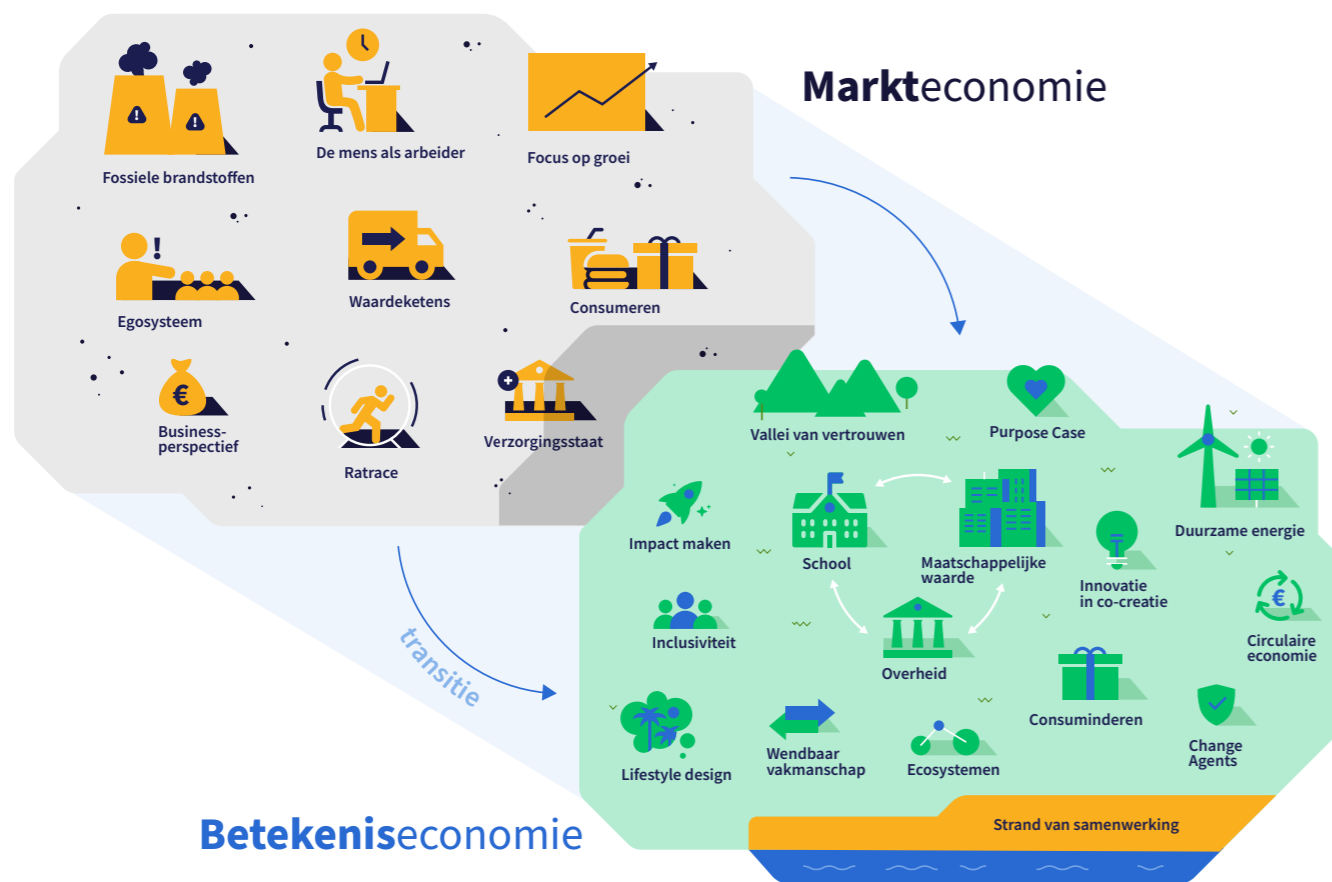 Markteconomie
De mens als arbeider
Focus op groei
Fossiele brandstoffen
!
Waardeketens
Consumeren
Egosysteem
€
Business-
perspectief
Ratrace
Verzorgingsstaat
Vallei van vertrouwen
Purpose Case
Impact maken
School
Maatschappelijke
waarde
Duurzame energie
Innovatie
in co-creatie
Inclusiviteit
Overheid
€
Circulaire
economie
transitie
Consuminderen
Lifestyle design
Wendbaar
vakmanschap
Ecosystemen
Change
Agents
Betekeniseconomie
Strand van samenwerking